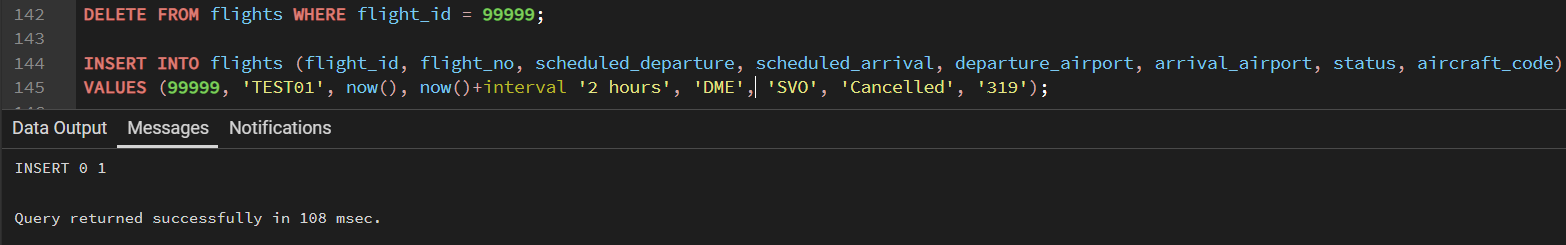 142 DELETE FROM flights WHERE flight_id = 99999;
143
144 INSERT INTO flights (flight_id, flight_no, scheduled_departure, scheduled_arrival, departure_airport, arrival_airport, status, aircraft_code)
145 VALUES (99999, 'TEST01', now(), now()+interval '2 hours', 'DME', 'SVO', 'Cancelled', '319');
Data Output Messages Notifications
INSERT 0 1
Query returned successfully in 108 msec.